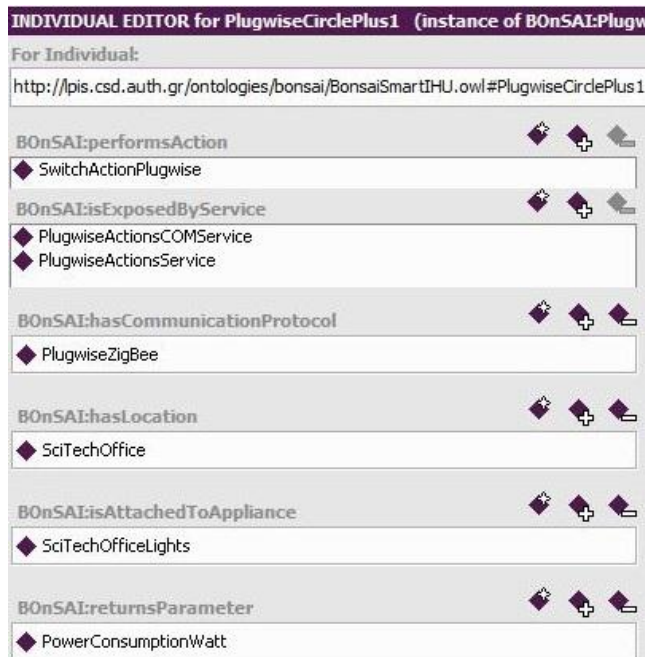 INDIVIDUAL EDITOR for PlugwiseCirclePlus1 (instance of BOnSAI:Plugw
For Individual:
http://lpis.csd.auth.gr/ontologies/bonsai/BonsaiSmartIHU.owl#PlugwiseCirclePlus1
BOnSAI:performsAction
SwitchActionPlugwise
BOnSAI:isExposedByService
PlugwiseActionsCOMService
PlugwiseActionsService
BOnSAI:hasCommunicationProtocol
PlugwiseZigBee
BOnSAI:hasLocation
SciTechOffice
BOnSAI:isAttachedToAppliance
SciTechOfficeLights
BOnSAI:returnsParameter
PowerConsumptionWatt